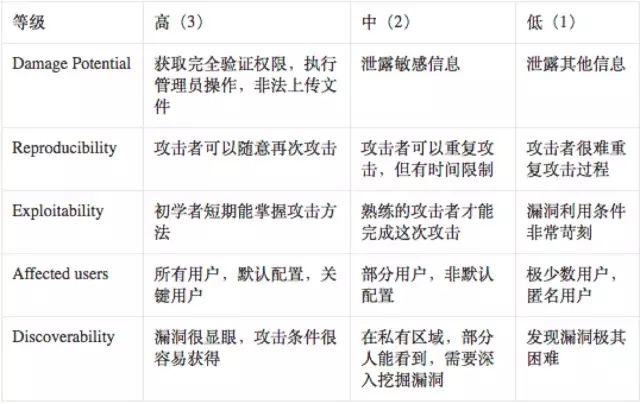 等级
高（3）
中（2）
低（1）
Damage Potential
获取完全验证权限，执行
管理员操作，非法上传文
件
泄露敏感信息
泄露其他信息
Reproducibility
攻击者可以随意再次攻击
攻击者可以重复攻
击，但有时间限制
攻击者很难重
复攻击过程
Exploitability
初学者短期能掌握攻击方
法
熟练的攻击者才能
完成这次攻击
漏洞利用条件
非常苛刻
Affected users
所有用户，默认配置，关
键用户
部分用户，非默认
配置
极少数用户，
匿名用户
Discoverability
漏洞很显眼，攻击条件很
容易获得
在私有区域，部分
人能看到，需要深
入挖掘漏洞
发现漏洞极其
困难